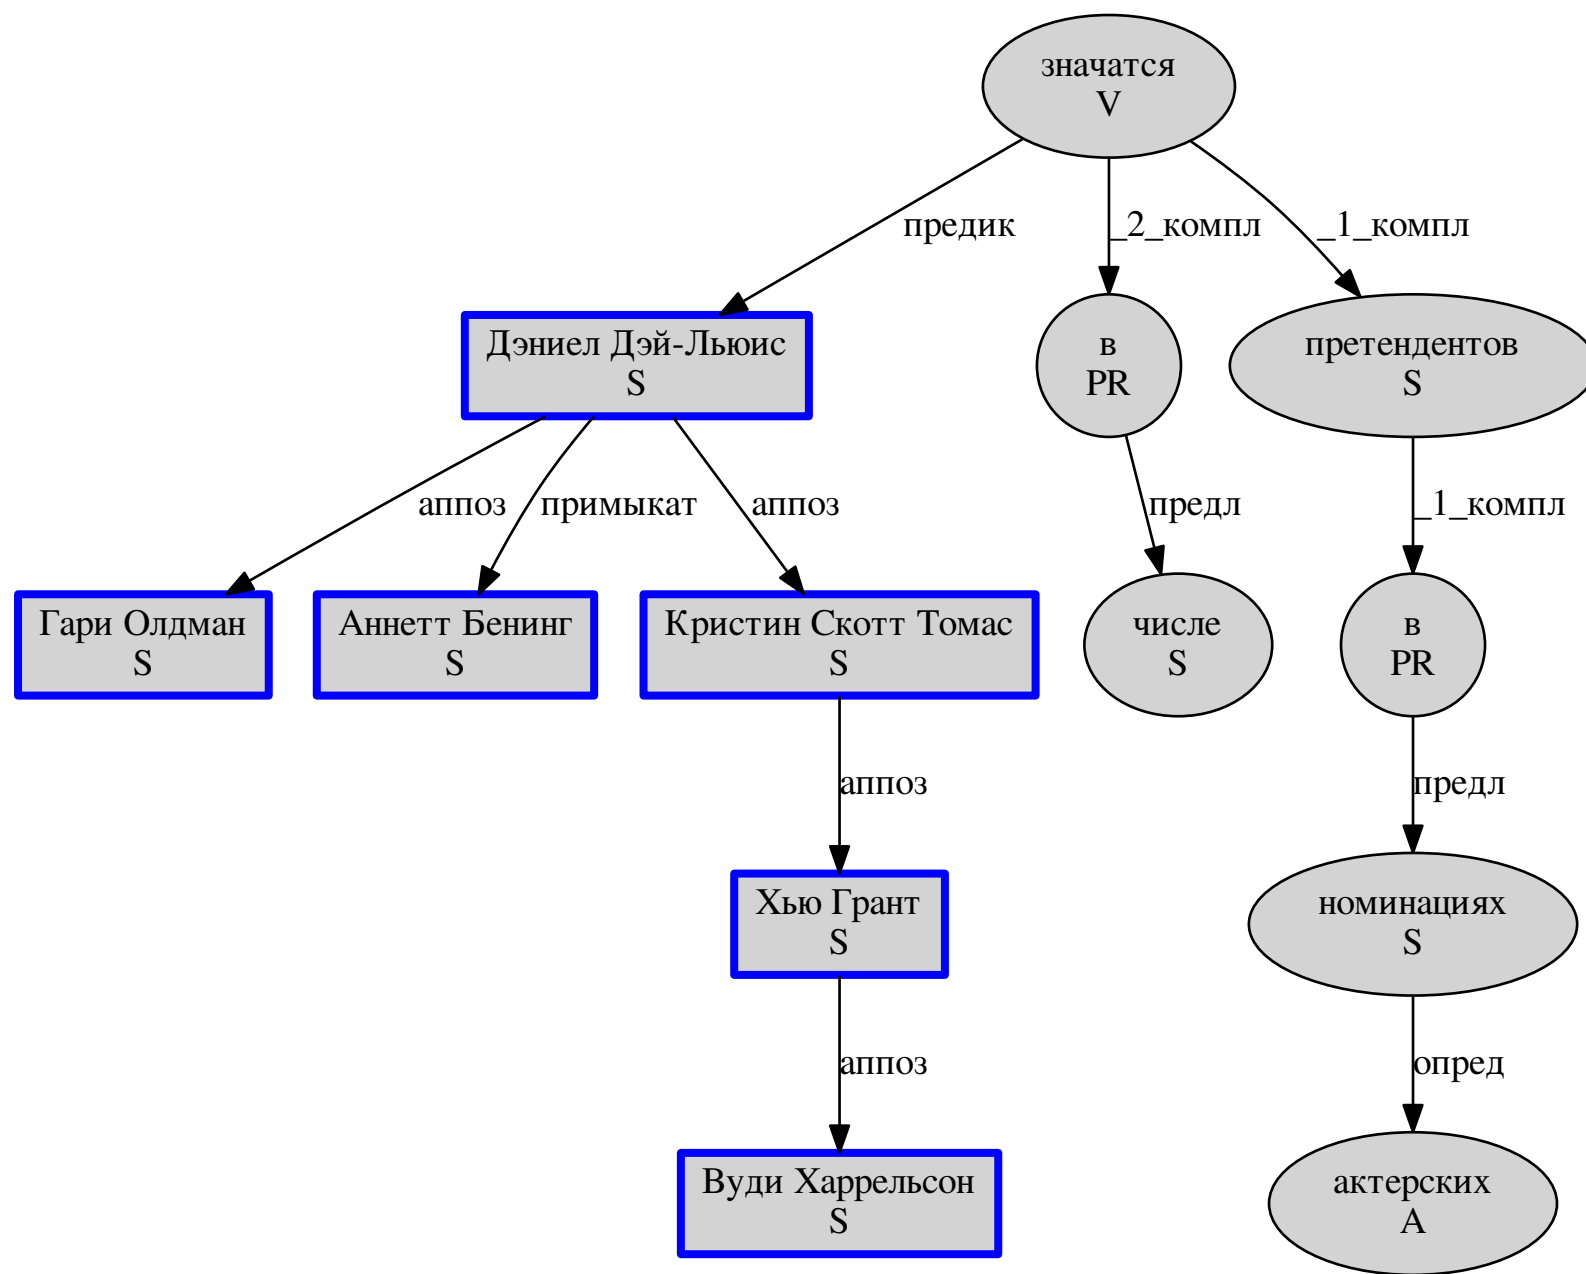 значатся
V
предик
_2_компл
_1_компл
Дэниел Дэй-Льюис
S
в
PR
претендентов
S
аппоз
примыкат
аппоз
предл
_1_компл
Гари Олдман
S
Аннетт Бенинг
S
Кристин Скотт Томас
S
числе
S
в
PR
аппоз
предл
Хью Грант
S
номинациях
S
аппоз
опред
Вуди Харрельсон
S
актерских
A